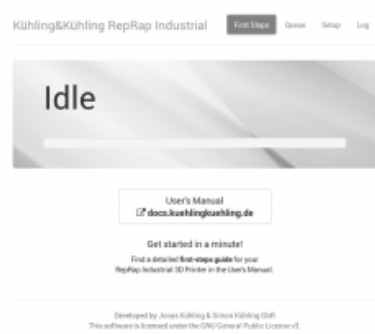 Kühling&Kühling RepRap Industrial
First Steps Queue Setup Log
Idle
User's Manual
docs.kuehlingkuehling.de
Get started in a minute!
Find a detailed first-steps guide for your
RepRap Industrial 3D Printer in the User's Manual.
Developed by Jonas Kühling & Simon Kühling GbR
This software is licensed under the GNU General Public License v3.